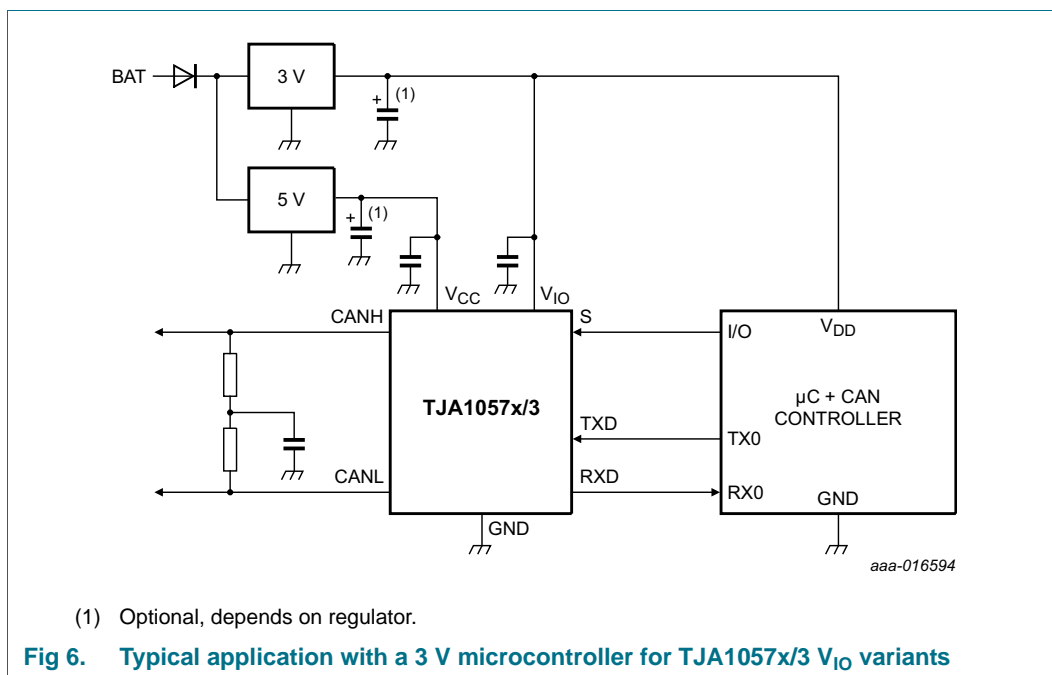 BAT
3 V
+ (1)
5 V
+ (1)
VCC
VIO
CANH
S
I/O
VDD
TJA1057x/3
µC + CAN
CONTROLLER
TXD
TX0
CANL
RXD
RX0
GND
GND
aaa-016594
(1) Optional, depends on regulator.
Fig 6. Typical application with a 3 V microcontroller for TJA1057x/3 VIO variants